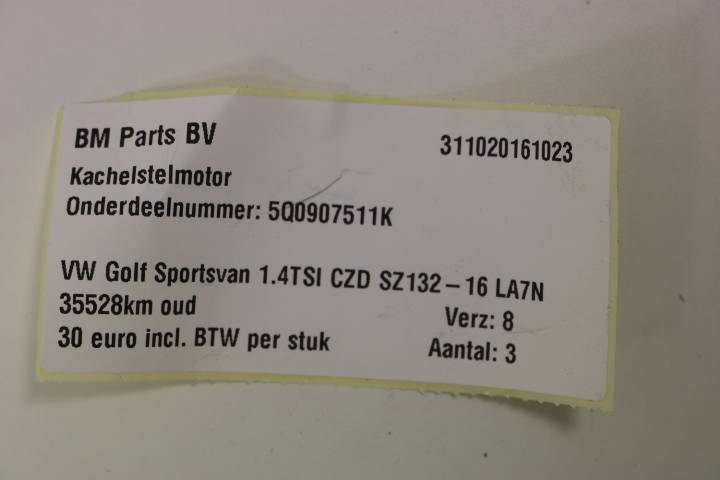 BM Parts BV 311020161023
Kachelstelmotor
Onderdeelnummer: 5Q0907511K
VW Golf Sportsvan 1.4TSI CZD SZ132-16 LA7N
35528km oud Verz: 8
30 euro incl. BTW per stuk Aantal: 3